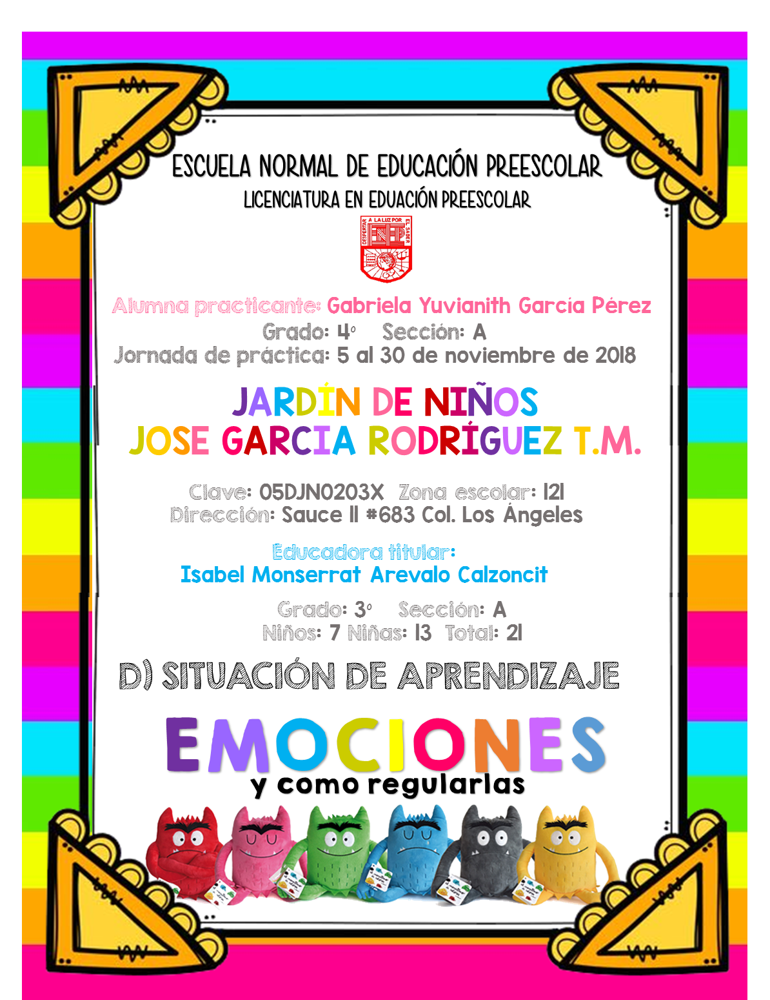 ESCUELA NORMAL DE EDUCACIÓN PREESCOLAR
LICENCIATURA EN EDUACIÓN PREESCOLAR
DESPERTAR A LA LUZ POR EL SABER
ENEP
Alumna practicante: Gabriela Yuvianith García Pérez
Grado: 4° Sección: A
Jornada de práctica: 5 al 30 de noviembre de 2018
JARDÍN DE NIÑOS
JOSE GARCIA RODRÍGUEZ T.M.
Clave: 05DJN0203X Zona escolar: 121
Dirección: Sauce 11 #683 Col. Los Ángeles
Educadora titular:
Isabel Monserrat Arevalo Calzoncit
Grado: 3° Sección: A
Niños: 7 Niñas: 13 Total: 21
D) SITUACIÓN DE APRENDIZAJE
EMOCIONES
y como regularlas